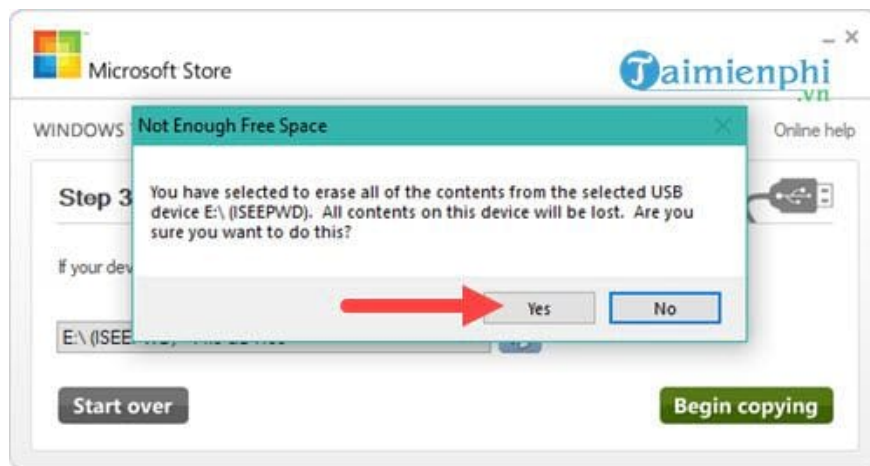 Microsoft Store
Taimienphi
.vn
WINDOWS
Online help
Not Enough Free Space
You have selected to erase all of the contents from the selected USB
device E:\ (ISEEPWD). All contents on this device will be lost. Are you
sure you want to do this?
Yes
No
Step 3
If your dev
E:\ (ISEE
Start over
Begin copying